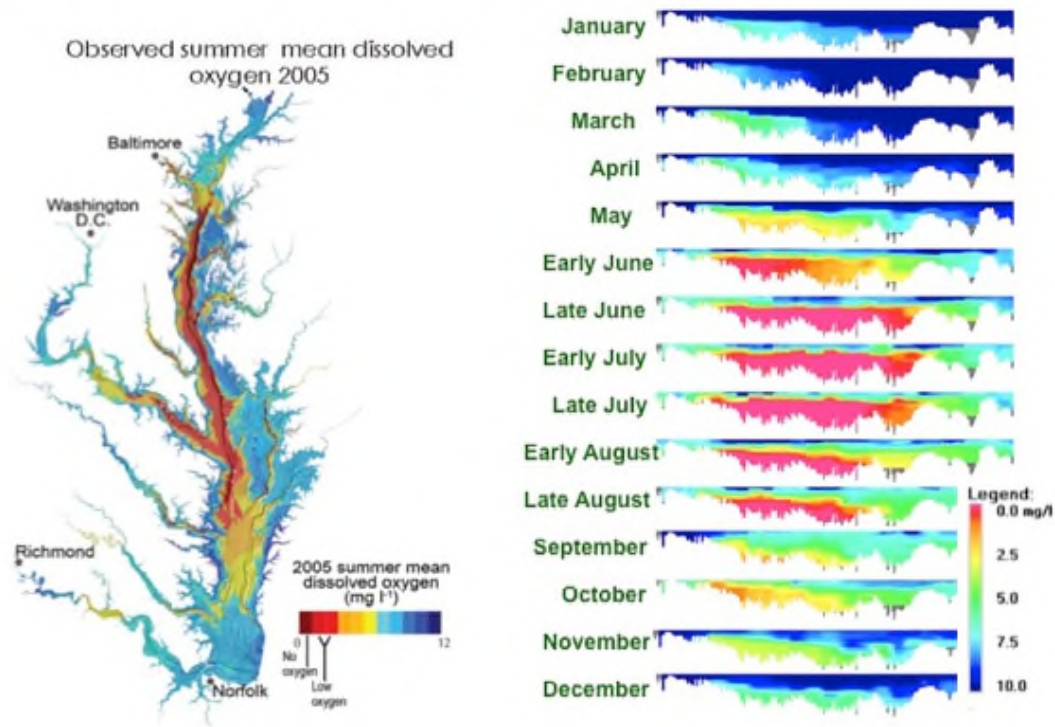 Observed summer mean dissolved
oxygen 2005
Baltimore
Washington
D.C.
Richmond
Norfolk
2005 summer mean
dissolved oxygen
(mg l⁻¹)
0
12
No
oxygen
Low
oxygen
January
February
March
April
May
Early June
Late June
Early July
Late July
Early August
Late August
September
October
November
December
Legend:
0.0 mg/l
2.5
5.0
7.5
10.0